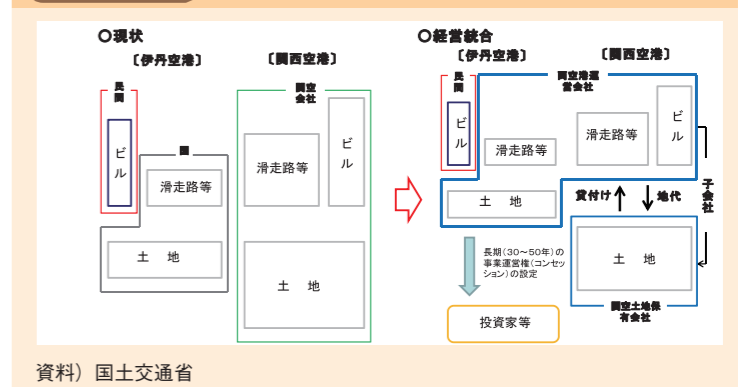 ○現状
〔伊丹空港〕
〔関西空港〕
民間
ビル
国
滑走路等
土 地
関空会社
滑走路等
ビル
土 地
○経営統合
〔伊丹空港〕
〔関西空港〕
民間
ビル
関空港運
営会社
滑走路等
滑走路等
ビル
土 地
貸付け
地代
子会社
土 地
関空土地保
有会社
長期(30~50年)の
事業運営権(コンセッ
ション)の設定
投資家等
資料)国土交通省